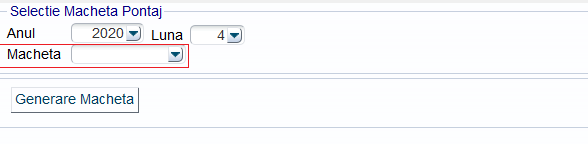 Selectie Macheta Pontaj
Anul 2020 Luna 4
Macheta
Generare Macheta